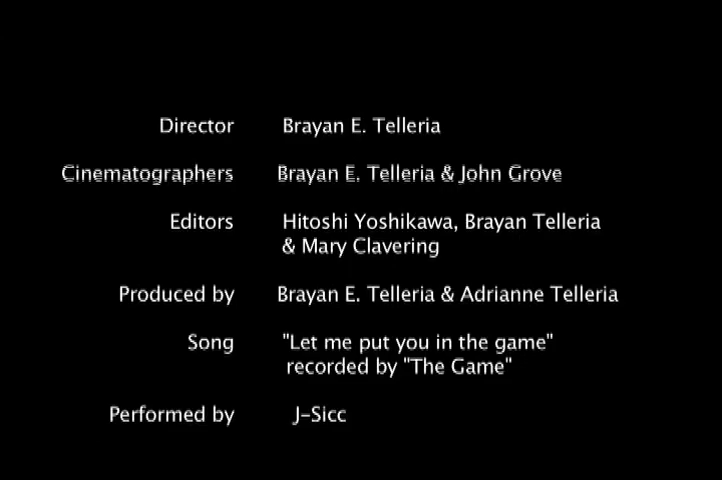 Director Brayan E. Telleria
Cinematographers Brayan E. Telleria & John Grove
Editors Hitoshi Yoshikawa, Brayan Telleria
& Mary Clavering
Produced by Brayan E. Telleria & Adrianne Telleria
Song "Let me put you in the game"
recorded by "The Game"
Performed by J-Sicc